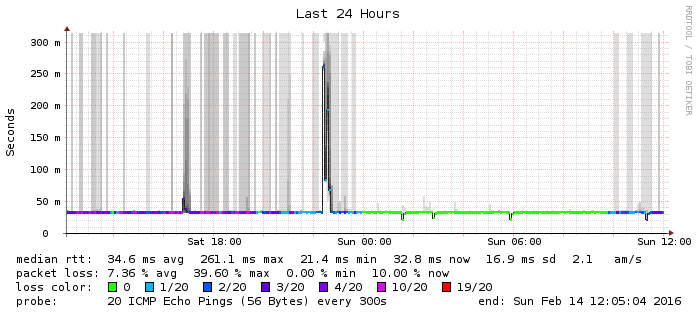 Last 24 Hours
RRDTOOL / TOBI OETIKER
Seconds
300 m
250 m
200 m
150 m
100 m
50 m
0
Sat 18:00 Sun 00:00 Sun 06:00 Sun 12:00
median rtt: 34.6 ms avg 261.1 ms max 21.4 ms min 32.8 ms now 16.9 ms sd 2.1 am/s
packet loss: 7.36 % avg 39.60 % max 0.00 % min 10.00 % now
loss color: 0 1/20 2/20 3/20 4/20 10/20 19/20
probe: 20 ICMP Echo Pings (56 Bytes) every 300s end: Sun Feb 14 12:05:04 2016